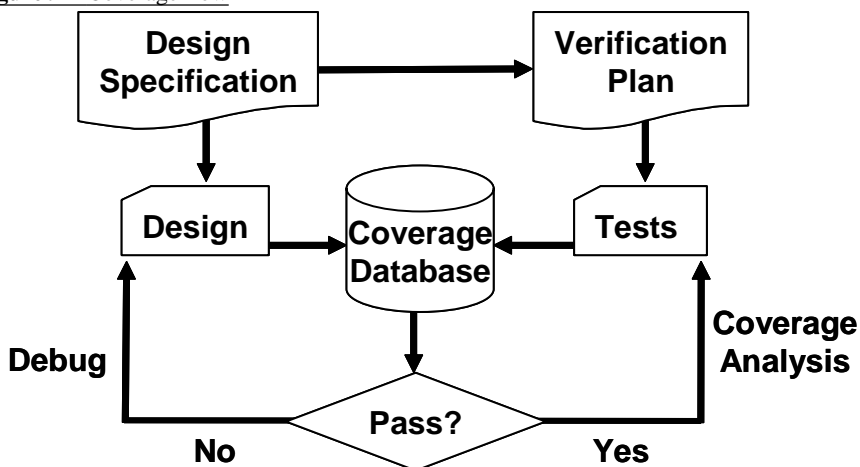 Design
Specification
Verification
Plan
Design
Coverage
Database
Tests
Debug
Coverage
Analysis
Pass?
No
Yes